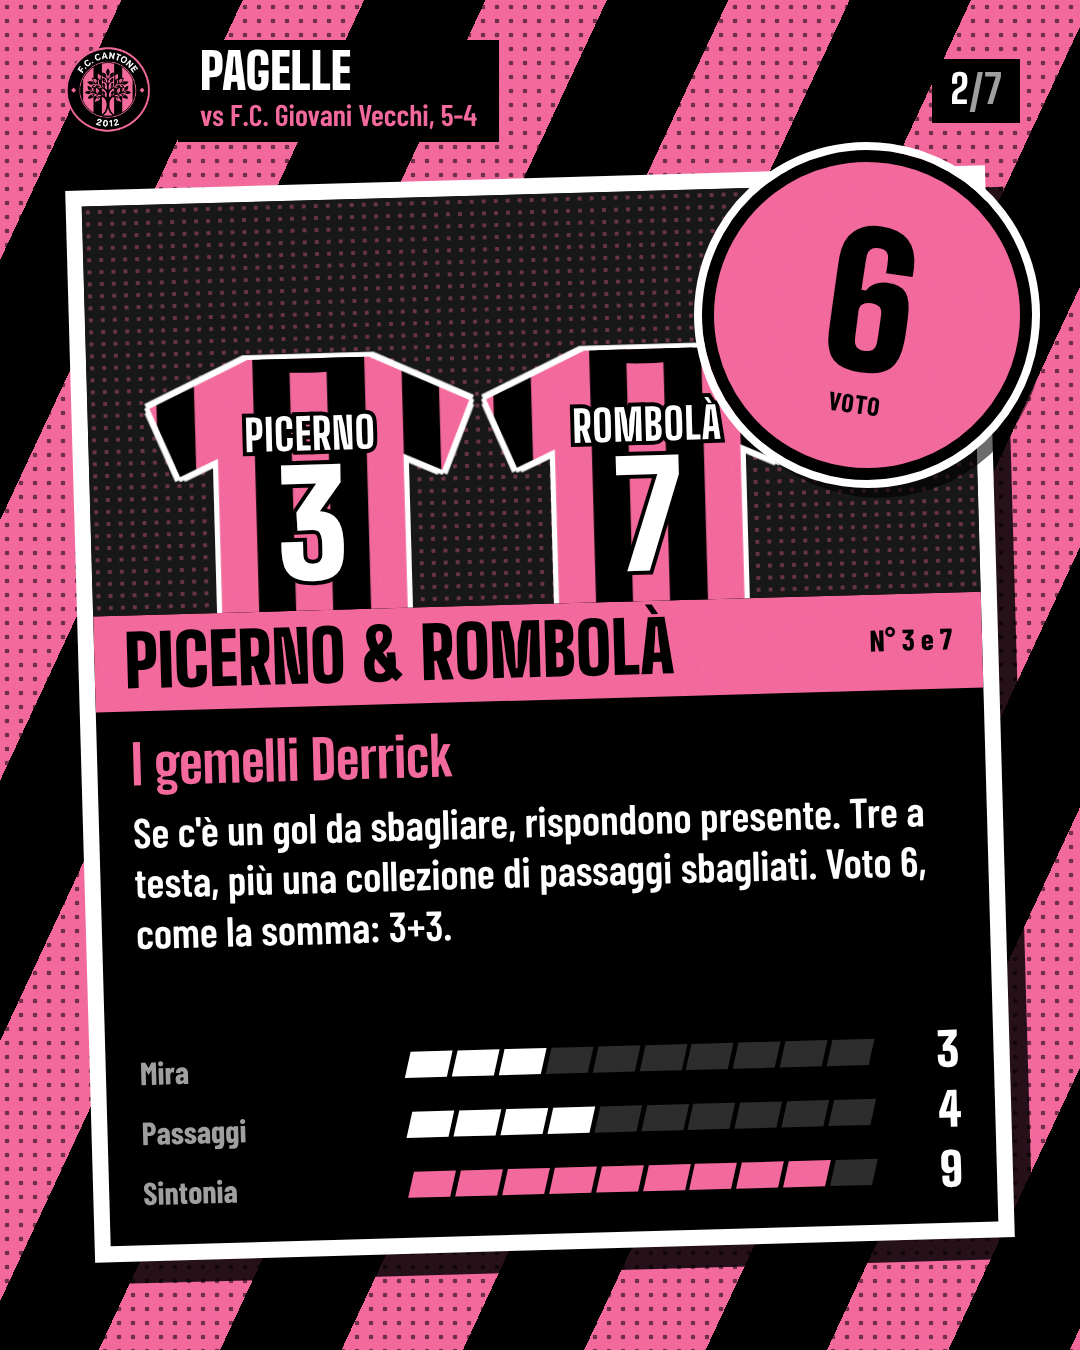 F.C. CANTONE
2012
PAGELLE
vs F.C. Giovani Vecchi, 5-4
2/7
6
VOTO
PICERNO
3
ROMBOLÀ
7
PICERNO & ROMBOLÀ
N° 3 e 7
I gemelli Derrick
Se c'è un gol da sbagliare, rispondono presente. Tre a
testa, più una collezione di passaggi sbagliati. Voto 6,
come la somma: 3+3.
Mira 3
Passaggi 4
Sintonia 9